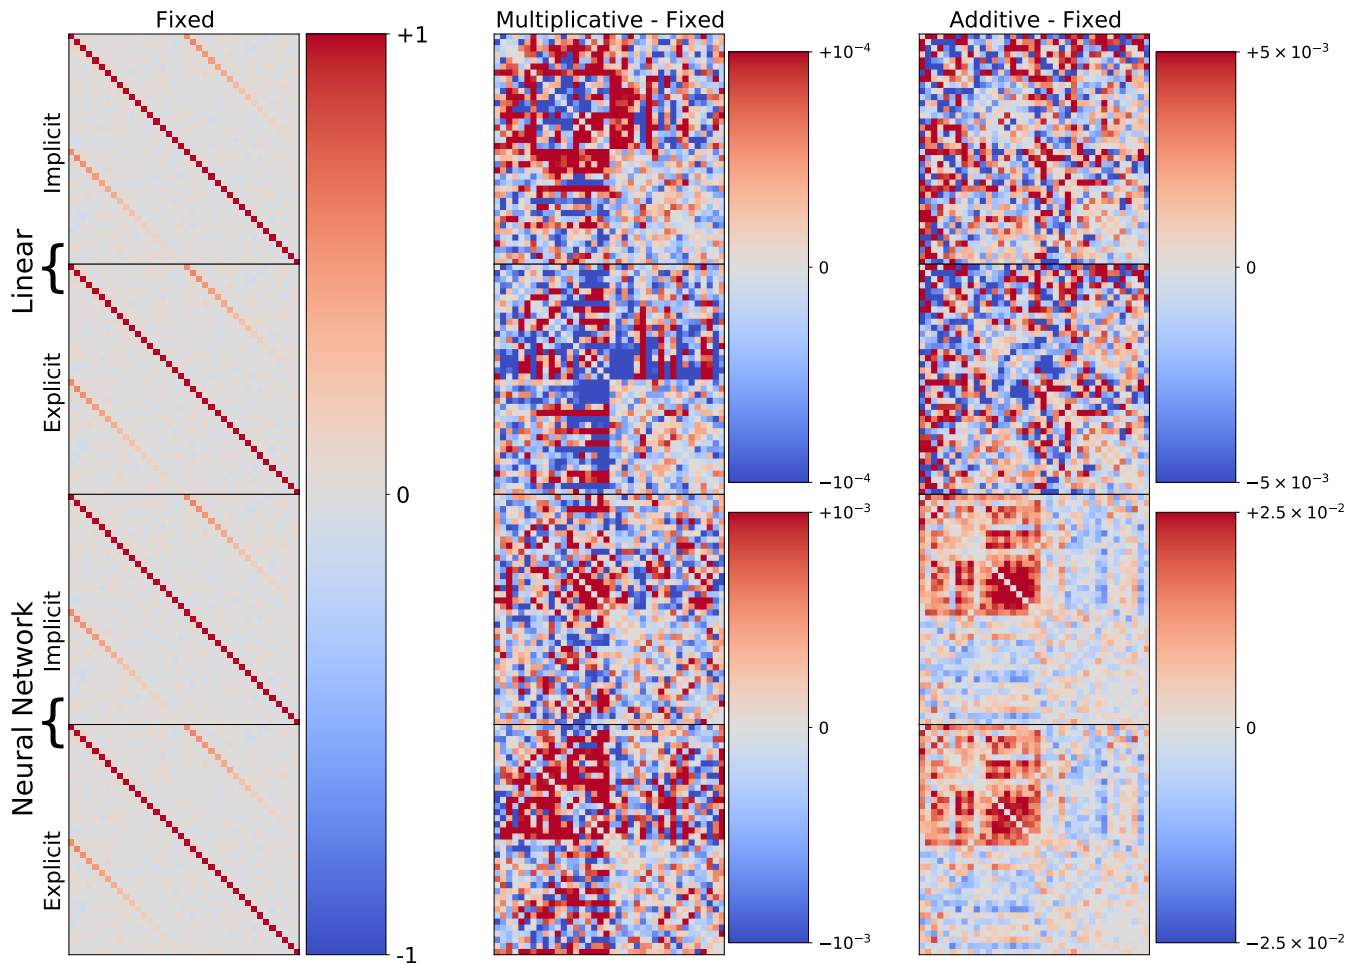 Fixed
Multiplicative - Fixed
Additive - Fixed
+1
0
-1
+10⁻⁴
0
−10⁻⁴
+10⁻³
0
−10⁻³
+5 × 10⁻³
0
−5 × 10⁻³
+2.5 × 10⁻²
0
−2.5 × 10⁻²
Linear {
Implicit
Explicit
Neural Network {
Implicit
Explicit